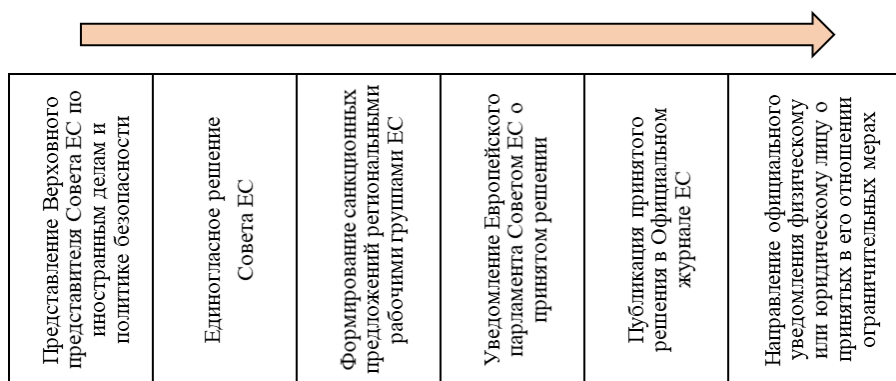 Представление Верховного
представителя Совета ЕС по
иностранным делам и
политике безопасности
Единогласное решение
Совета ЕС
Формирование санкционных
предложений региональными
рабочими группами ЕС
Уведомление Европейского
парламента Советом ЕС о
принятом решении
Публикация принятого
решения в Официальном
журнале ЕС
Направление официального
уведомления физическому
или юридическому лицу о
принятых в его отношении
ограничительных мерах